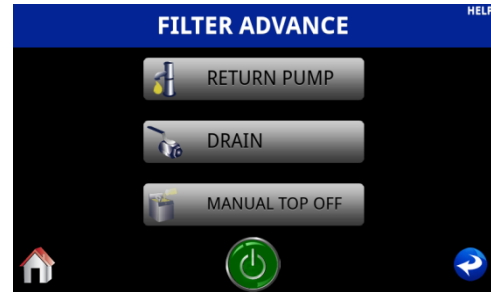 FILTER ADVANCE
HELP
RETURN PUMP
DRAIN
MANUAL TOP OFF